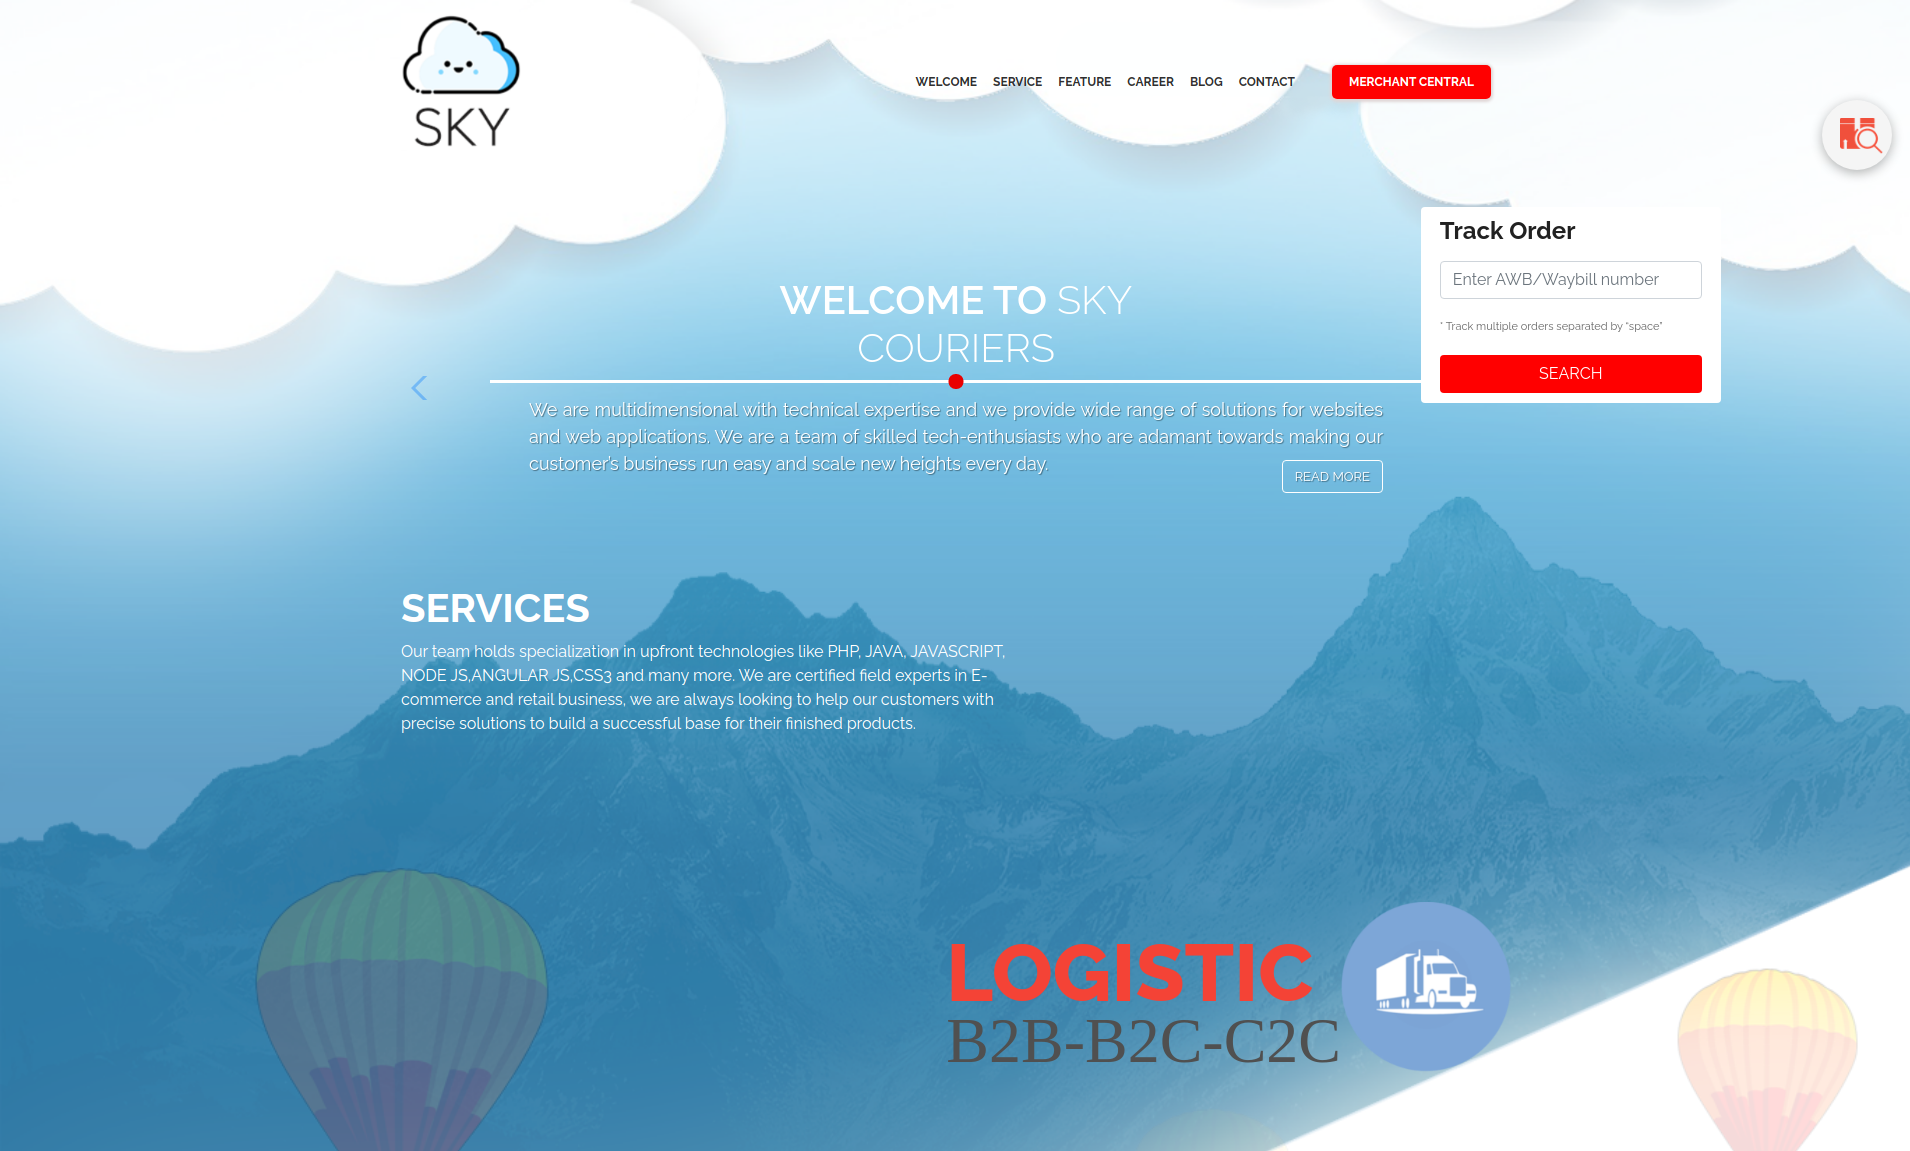 SKY
WELCOME SERVICE FEATURE CAREER BLOG CONTACT MERCHANT CENTRAL
Track Order
Enter AWB/Waybill number
* Track multiple orders separated by "space"
SEARCH
WELCOME TO SKY
COURIERS
We are multidimensional with technical expertise and we provide wide range of solutions for websites
and web applications. We are a team of skilled tech-enthusiasts who are adamant towards making our
customer's business run easy and scale new heights every day.
READ MORE
SERVICES
Our team holds specialization in upfront technologies like PHP, JAVA, JAVASCRIPT,
NODE JS,ANGULAR JS,CSS3 and many more. We are certified field experts in E-
commerce and retail business, we are always looking to help our customers with
precise solutions to build a successful base for their finished products.
LOGISTIC
B2B-B2C-C2C